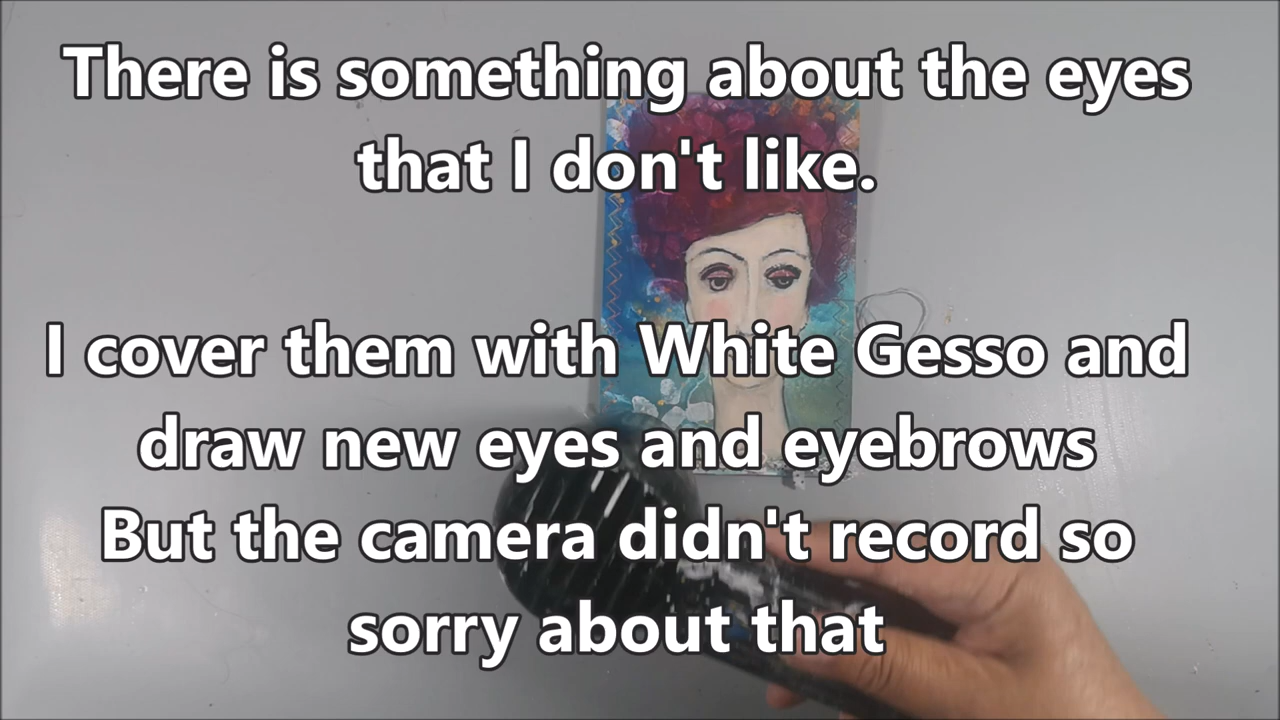 There is something about the eyes
that I don't like.
I cover them with White Gesso and
draw new eyes and eyebrows
But the camera didn't record so
sorry about that